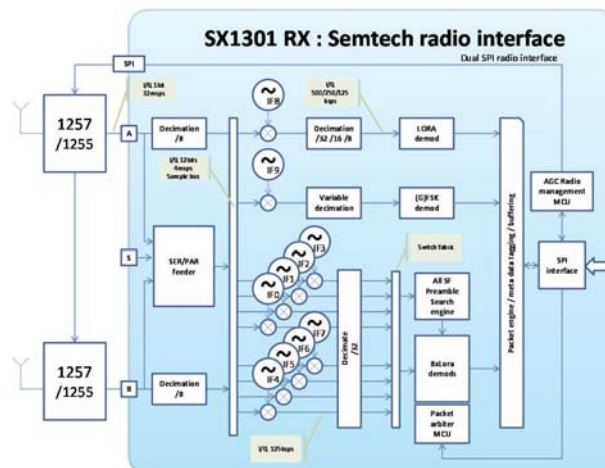 SX1301 RX : Semtech radio interface
Dual SPI radio interface
SPI
I/Q, 1bit
32msps
I/Q,
500/250/125
ksps
1257
/1255
A
Decimation
/8
IF8
Decimation
/32 /16 /8
LORA
demod
AGC Radio
management
MCU
I/Q, 12bits
4msps
Sample bus
IF9
Variable
decimation
(G)FSK
demod
Switch fabric
S
SER/PAR
feeder
IF3
IF2
IF1
IF0
All SF
Preamble
Search
engine
SPI
interface
Packet engine / meta data tagging / buffering
Decimate
/32
IF7
IF6
IF5
IF4
RxLora
demods
1257
/1255
B
Decimation
/8
Packet
arbiter
MCU
I/Q, 125ksps